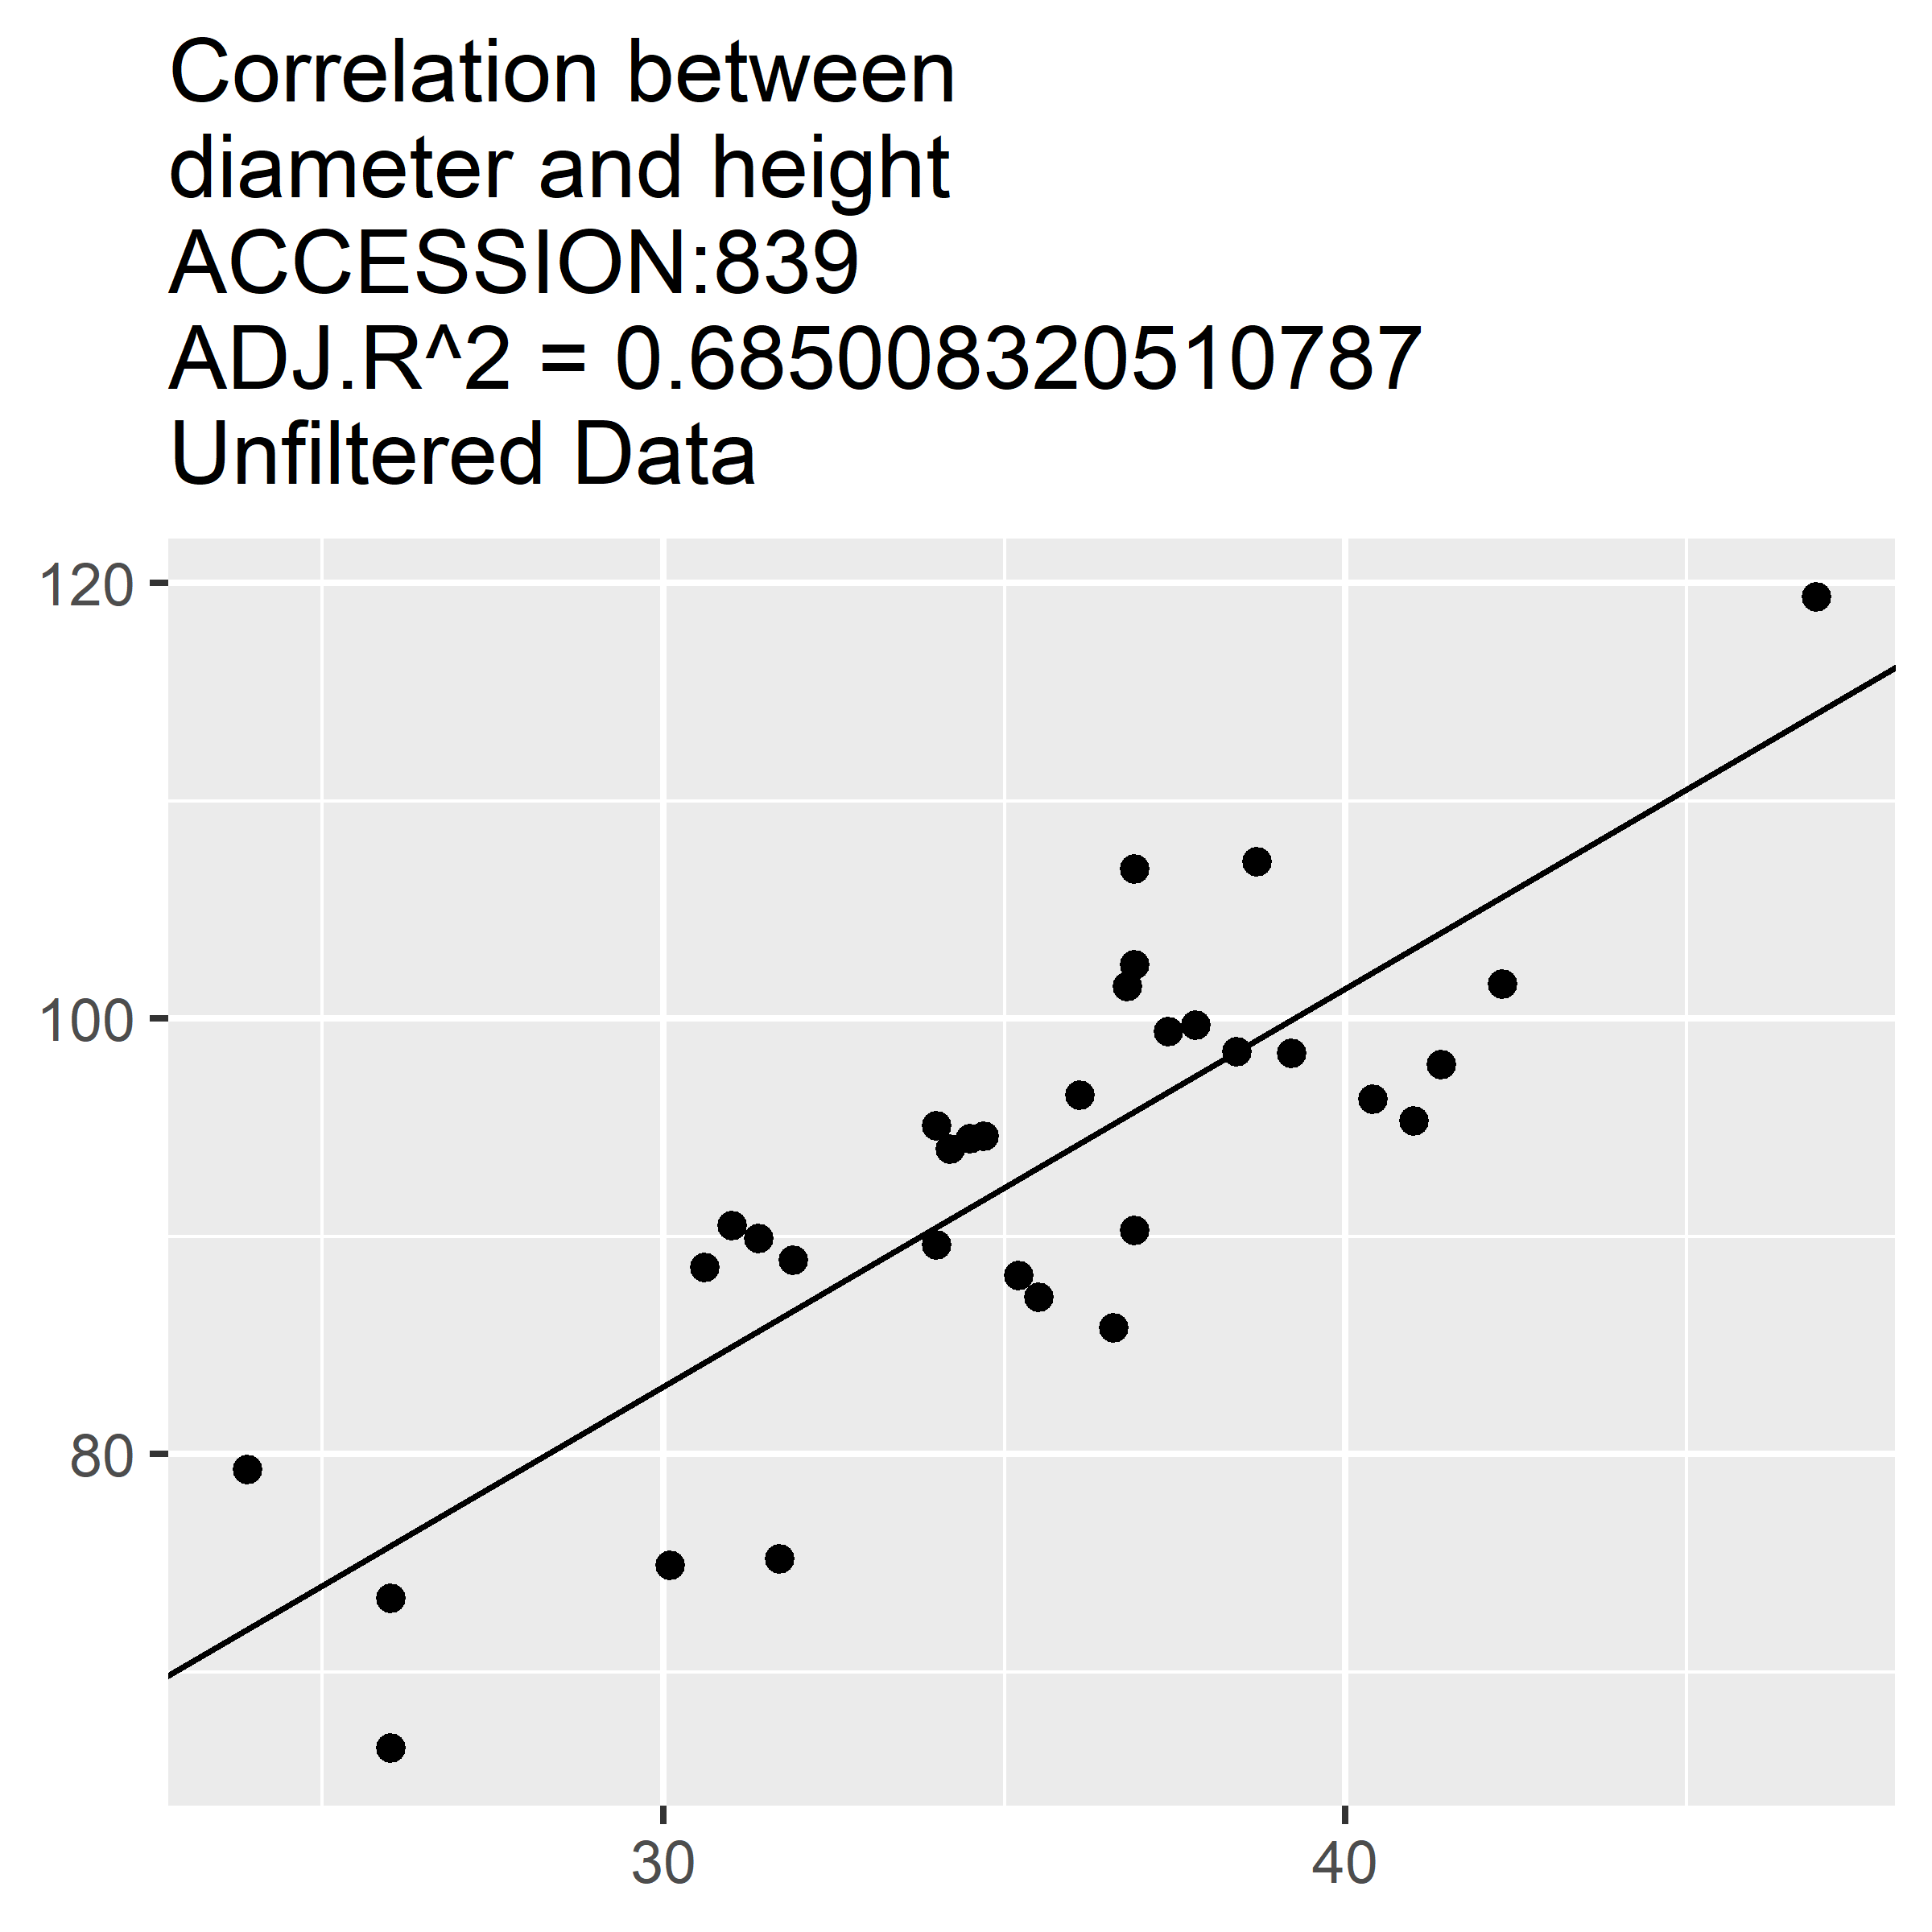 Correlation between
diameter and height
ACCESSION:839
ADJ.R^2 = 0.685008320510787
Unfiltered Data
120
100
80
30
40